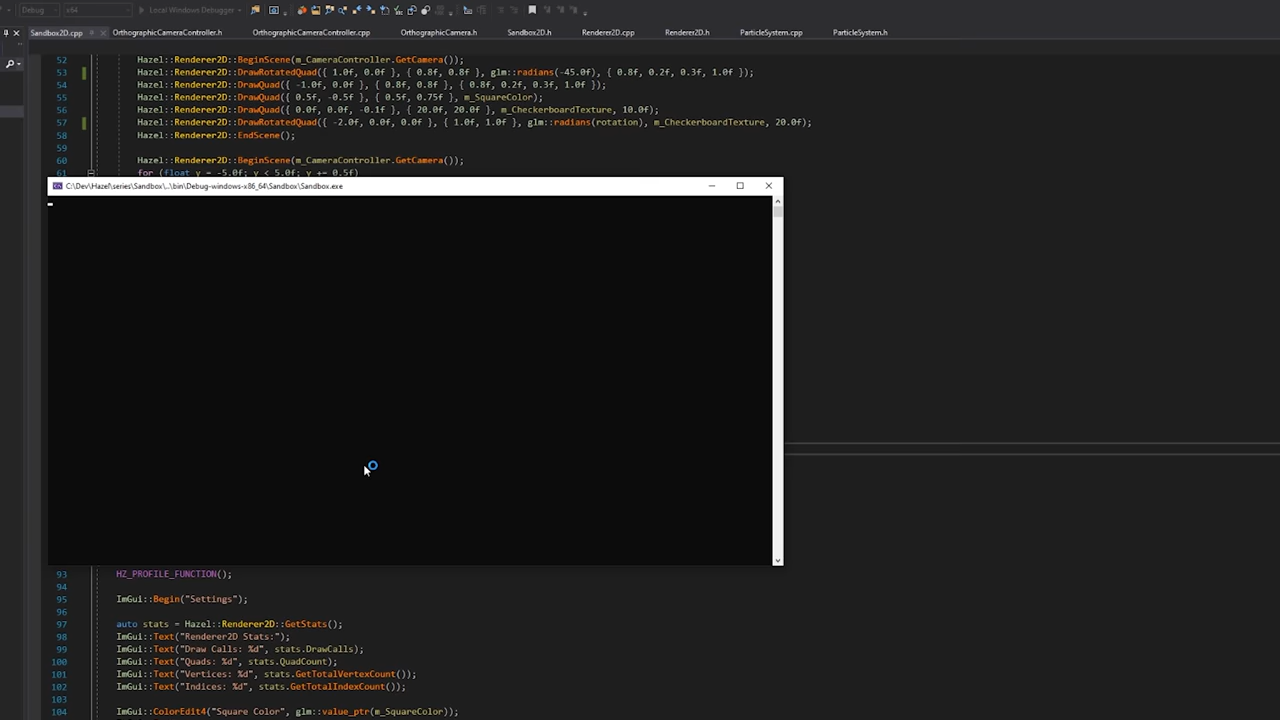 Debug x64 Local Windows Debugger
Sandbox2D.cpp OrthographicCameraController.h OrthographicCameraController.cpp OrthographicCamera.h Sandbox2D.h Renderer2D.cpp Renderer2D.h ParticleSystem.cpp ParticleSystem.h
52 Hazel::Renderer2D::BeginScene(m_CameraController.GetCamera());
53 Hazel::Renderer2D::DrawRotatedQuad({ 1.0f, 0.0f }, { 0.8f, 0.8f }, glm::radians(-45.0f), { 0.8f, 0.2f, 0.3f, 1.0f });
54 Hazel::Renderer2D::DrawQuad({ -1.0f, 0.0f }, { 0.8f, 0.8f }, { 0.8f, 0.2f, 0.3f, 1.0f });
55 Hazel::Renderer2D::DrawQuad({ 0.5f, -0.5f }, { 0.5f, 0.75f }, m_SquareColor);
56 Hazel::Renderer2D::DrawQuad({ 0.0f, 0.0f, -0.1f }, { 20.0f, 20.0f }, m_CheckerboardTexture, 10.0f);
57 Hazel::Renderer2D::DrawRotatedQuad({ -2.0f, 0.0f, 0.0f }, { 1.0f, 1.0f }, glm::radians(rotation), m_CheckerboardTexture, 20.0f);
58 Hazel::Renderer2D::EndScene();
59
60 Hazel::Renderer2D::BeginScene(m_CameraController.GetCamera());
61 for (float y = -5.0f; y < 5.0f; y += 0.5f)
C:\Dev\Hazel\series\Sandbox\..\bin\Debug-windows-x86_64\Sandbox\Sandbox.exe
93 HZ_PROFILE_FUNCTION();
94
95 ImGui::Begin("Settings");
96
97 auto stats = Hazel::Renderer2D::GetStats();
98 ImGui::Text("Renderer2D Stats:");
99 ImGui::Text("Draw Calls: %d", stats.DrawCalls);
100 ImGui::Text("Quads: %d", stats.QuadCount);
101 ImGui::Text("Vertices: %d", stats.GetTotalVertexCount());
102 ImGui::Text("Indices: %d", stats.GetTotalIndexCount());
103
104 ImGui::ColorEdit4("Square Color", glm::value_ptr(m_SquareColor));